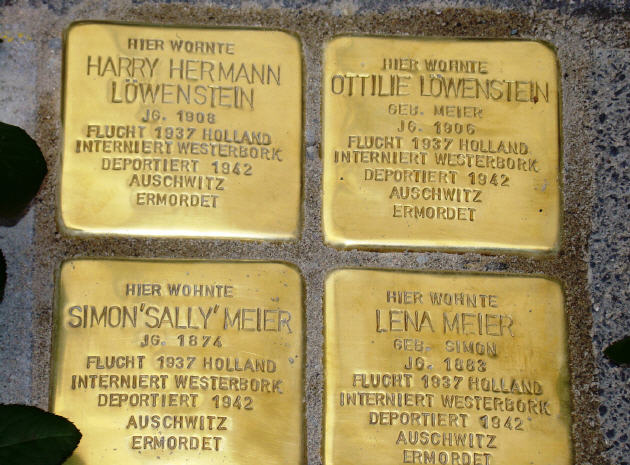 HIER WOHNTE
HARRY HERMANN
LÖWENSTEIN
JG. 1908
FLUCHT 1937 HOLLAND
INTERNIERT WESTERBORK
DEPORTIERT 1942
AUSCHWITZ
ERMORDET
HIER WOHNTE
OTTILIE LÖWENSTEIN
GEB. MEIER
JG. 1906
FLUCHT 1937 HOLLAND
INTERNIERT WESTERBORK
DEPORTIERT 1942
AUSCHWITZ
ERMORDET
HIER WOHNTE
SIMON'SALLY' MEIER
JG. 1874
FLUCHT 1937 HOLLAND
INTERNIERT WESTERBORK
DEPORTIERT 1942
AUSCHWITZ
ERMORDET
HIER WOHNTE
LENA MEIER
GEB. SIMON
JG. 1883
FLUCHT 1937 HOLLAND
INTERNIERT WESTERBORK
DEPORTIERT 1942
AUSCHWITZ
ERMORDET